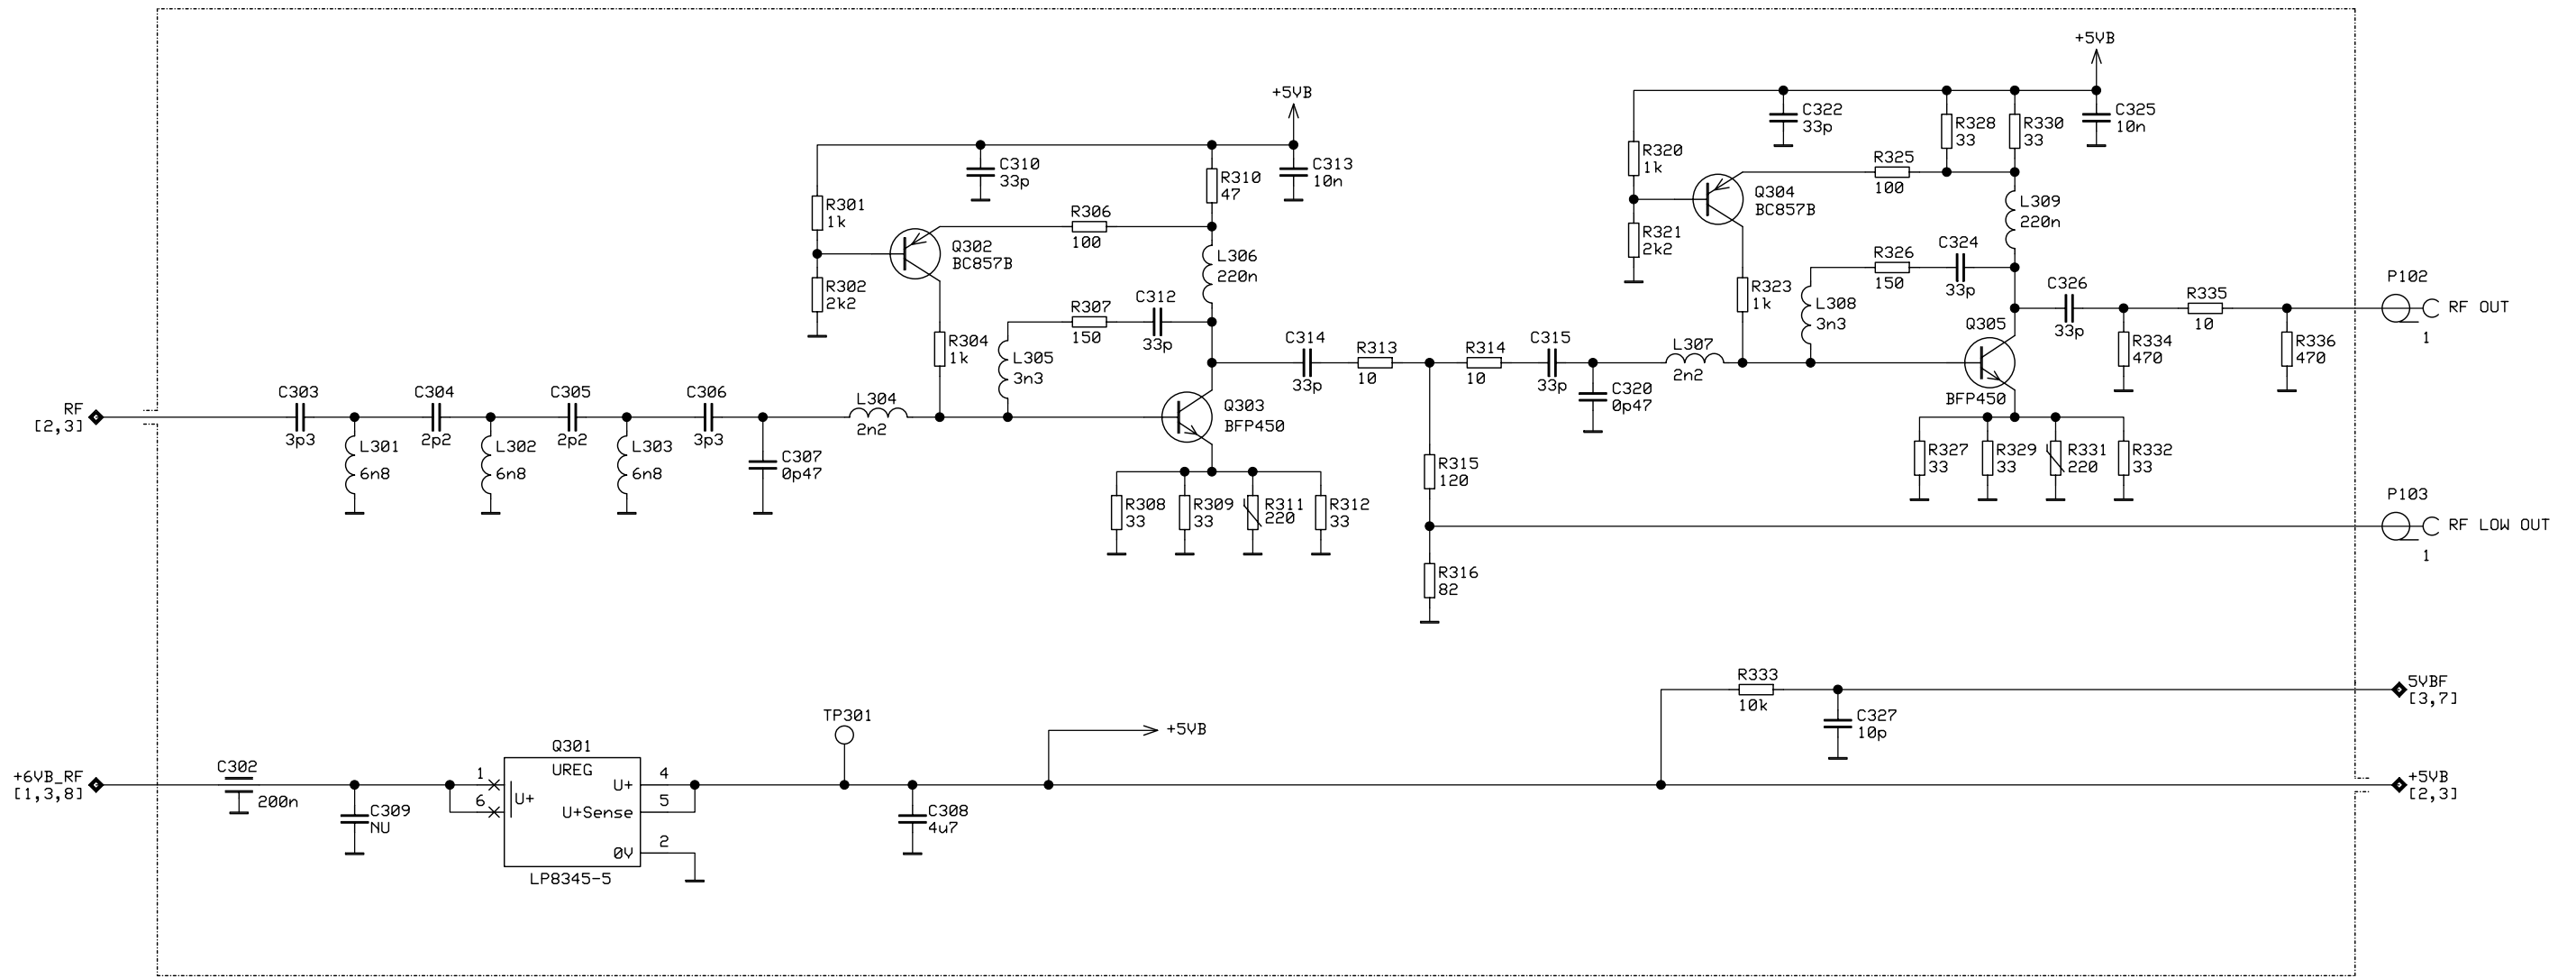 +5VB
C322
33p
R328
33
R330
33
C325
10n
+5VB
R320
1k
R325
100
C310
33p
R310
47
C313
10n
Q304
BC857B
R301
1k
R306
100
L309
220n
R321
2k2
Q302
BC857B
R326
150
C324
33p
L306
220n
R302
2k2
R323
1k
L308
3n3
C326
33p
R335
10
P102
RF OUT
1
R307
150
C312
33p
Q305
BFP450
R334
470
R336
470
R304
1k
L305
3n3
C314
33p
R313
10
R314
10
C315
33p
L307
2n2
C320
0p47
RF
[2,3]
C303
3p3
C304
2p2
C305
2p2
C306
3p3
L304
2n2
Q303
BFP450
L301
6n8
L302
6n8
L303
6n8
C307
0p47
R327
33
R329
33
R331
220
R332
33
R315
120
R308
33
R309
33
R311
220
R312
33
P103
RF LOW OUT
1
R316
82
R333
10k
5VBF
[3,7]
C327
10p
TP301
+5VB
Q301
UREG
+6VB_RF
[1,3,8]
C302
200n
C309
NU
1
6
U+
U+
4
U+Sense
5
0V
2
LP8345-5
C308
4u7
+5VB
[2,3]